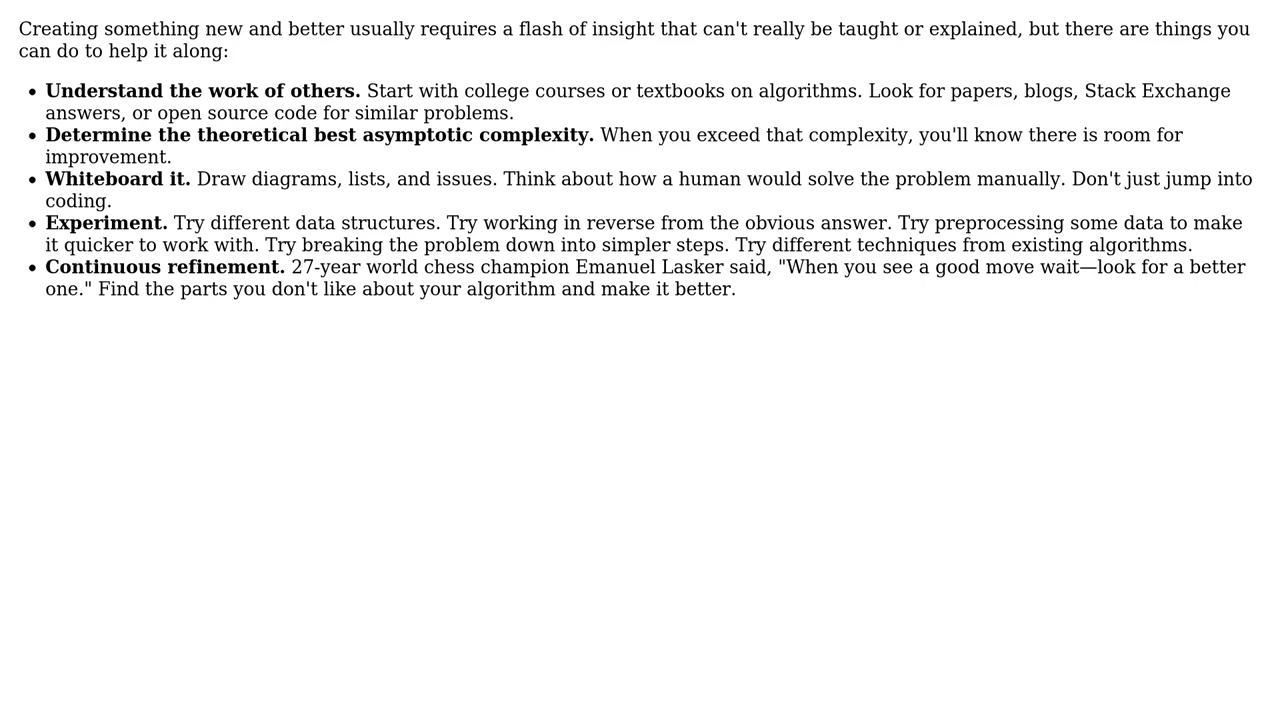 Creating something new and better usually requires a flash of insight that can't really be taught or explained, but there are things you
can do to help it along:
• Understand the work of others. Start with college courses or textbooks on algorithms. Look for papers, blogs, Stack Exchange
answers, or open source code for similar problems.
• Determine the theoretical best asymptotic complexity. When you exceed that complexity, you'll know there is room for
improvement.
• Whiteboard it. Draw diagrams, lists, and issues. Think about how a human would solve the problem manually. Don't just jump into
coding.
• Experiment. Try different data structures. Try working in reverse from the obvious answer. Try preprocessing some data to make
it quicker to work with. Try breaking the problem down into simpler steps. Try different techniques from existing algorithms.
• Continuous refinement. 27-year world chess champion Emanuel Lasker said, "When you see a good move wait—look for a better
one." Find the parts you don't like about your algorithm and make it better.